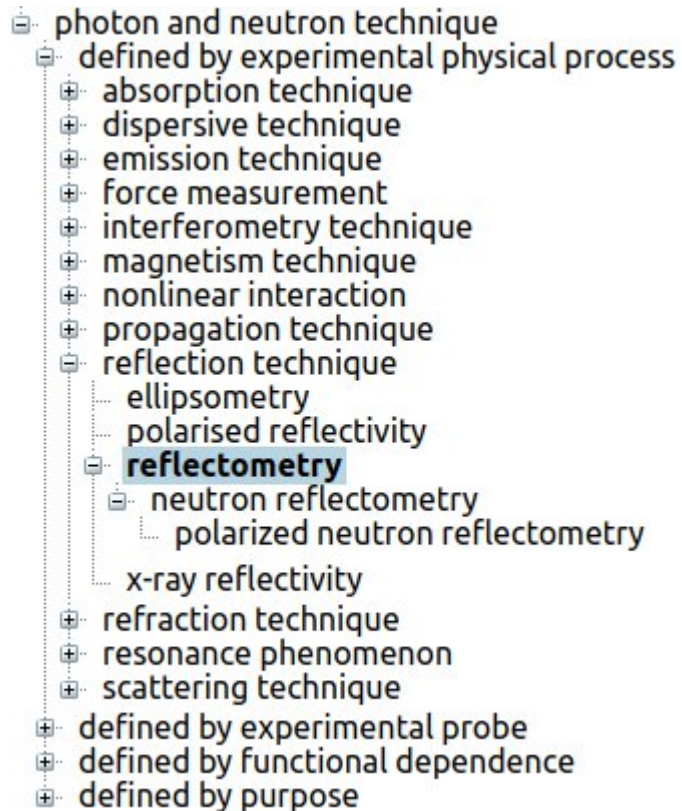 photon and neutron technique
defined by experimental physical process
absorption technique
dispersive technique
emission technique
force measurement
interferometry technique
magnetism technique
nonlinear interaction
propagation technique
reflection technique
ellipsometry
polarised reflectivity
reflectometry
neutron reflectometry
polarized neutron reflectometry
x-ray reflectivity
refraction technique
resonance phenomenon
scattering technique
defined by experimental probe
defined by functional dependence
defined by purpose